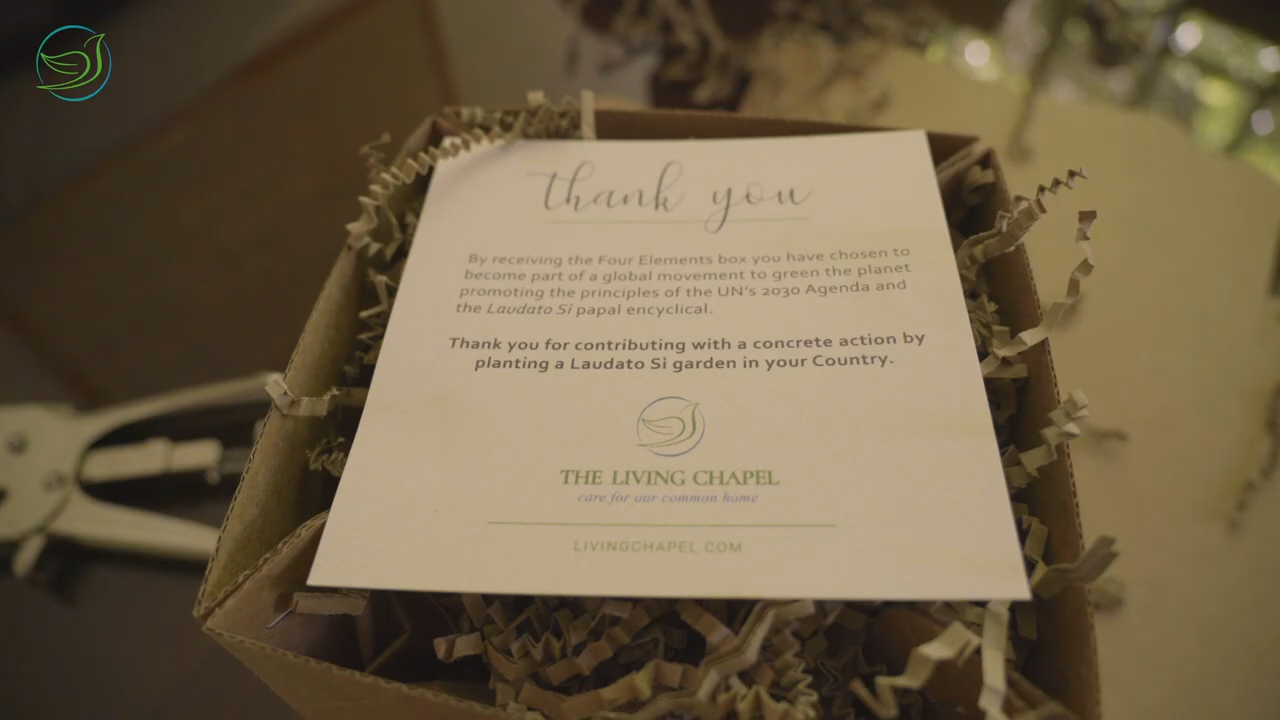 thank you
By receiving the Four Elements box you have chosen to
become part of a global movement to green the planet
promoting the principles of the UN's 2030 Agenda and
the Laudato Si papal encyclical.
Thank you for contributing with a concrete action by
planting a Laudato Si garden in your Country.
THE LIVING CHAPEL
care for our common home
LIVINGCHAPEL.COM